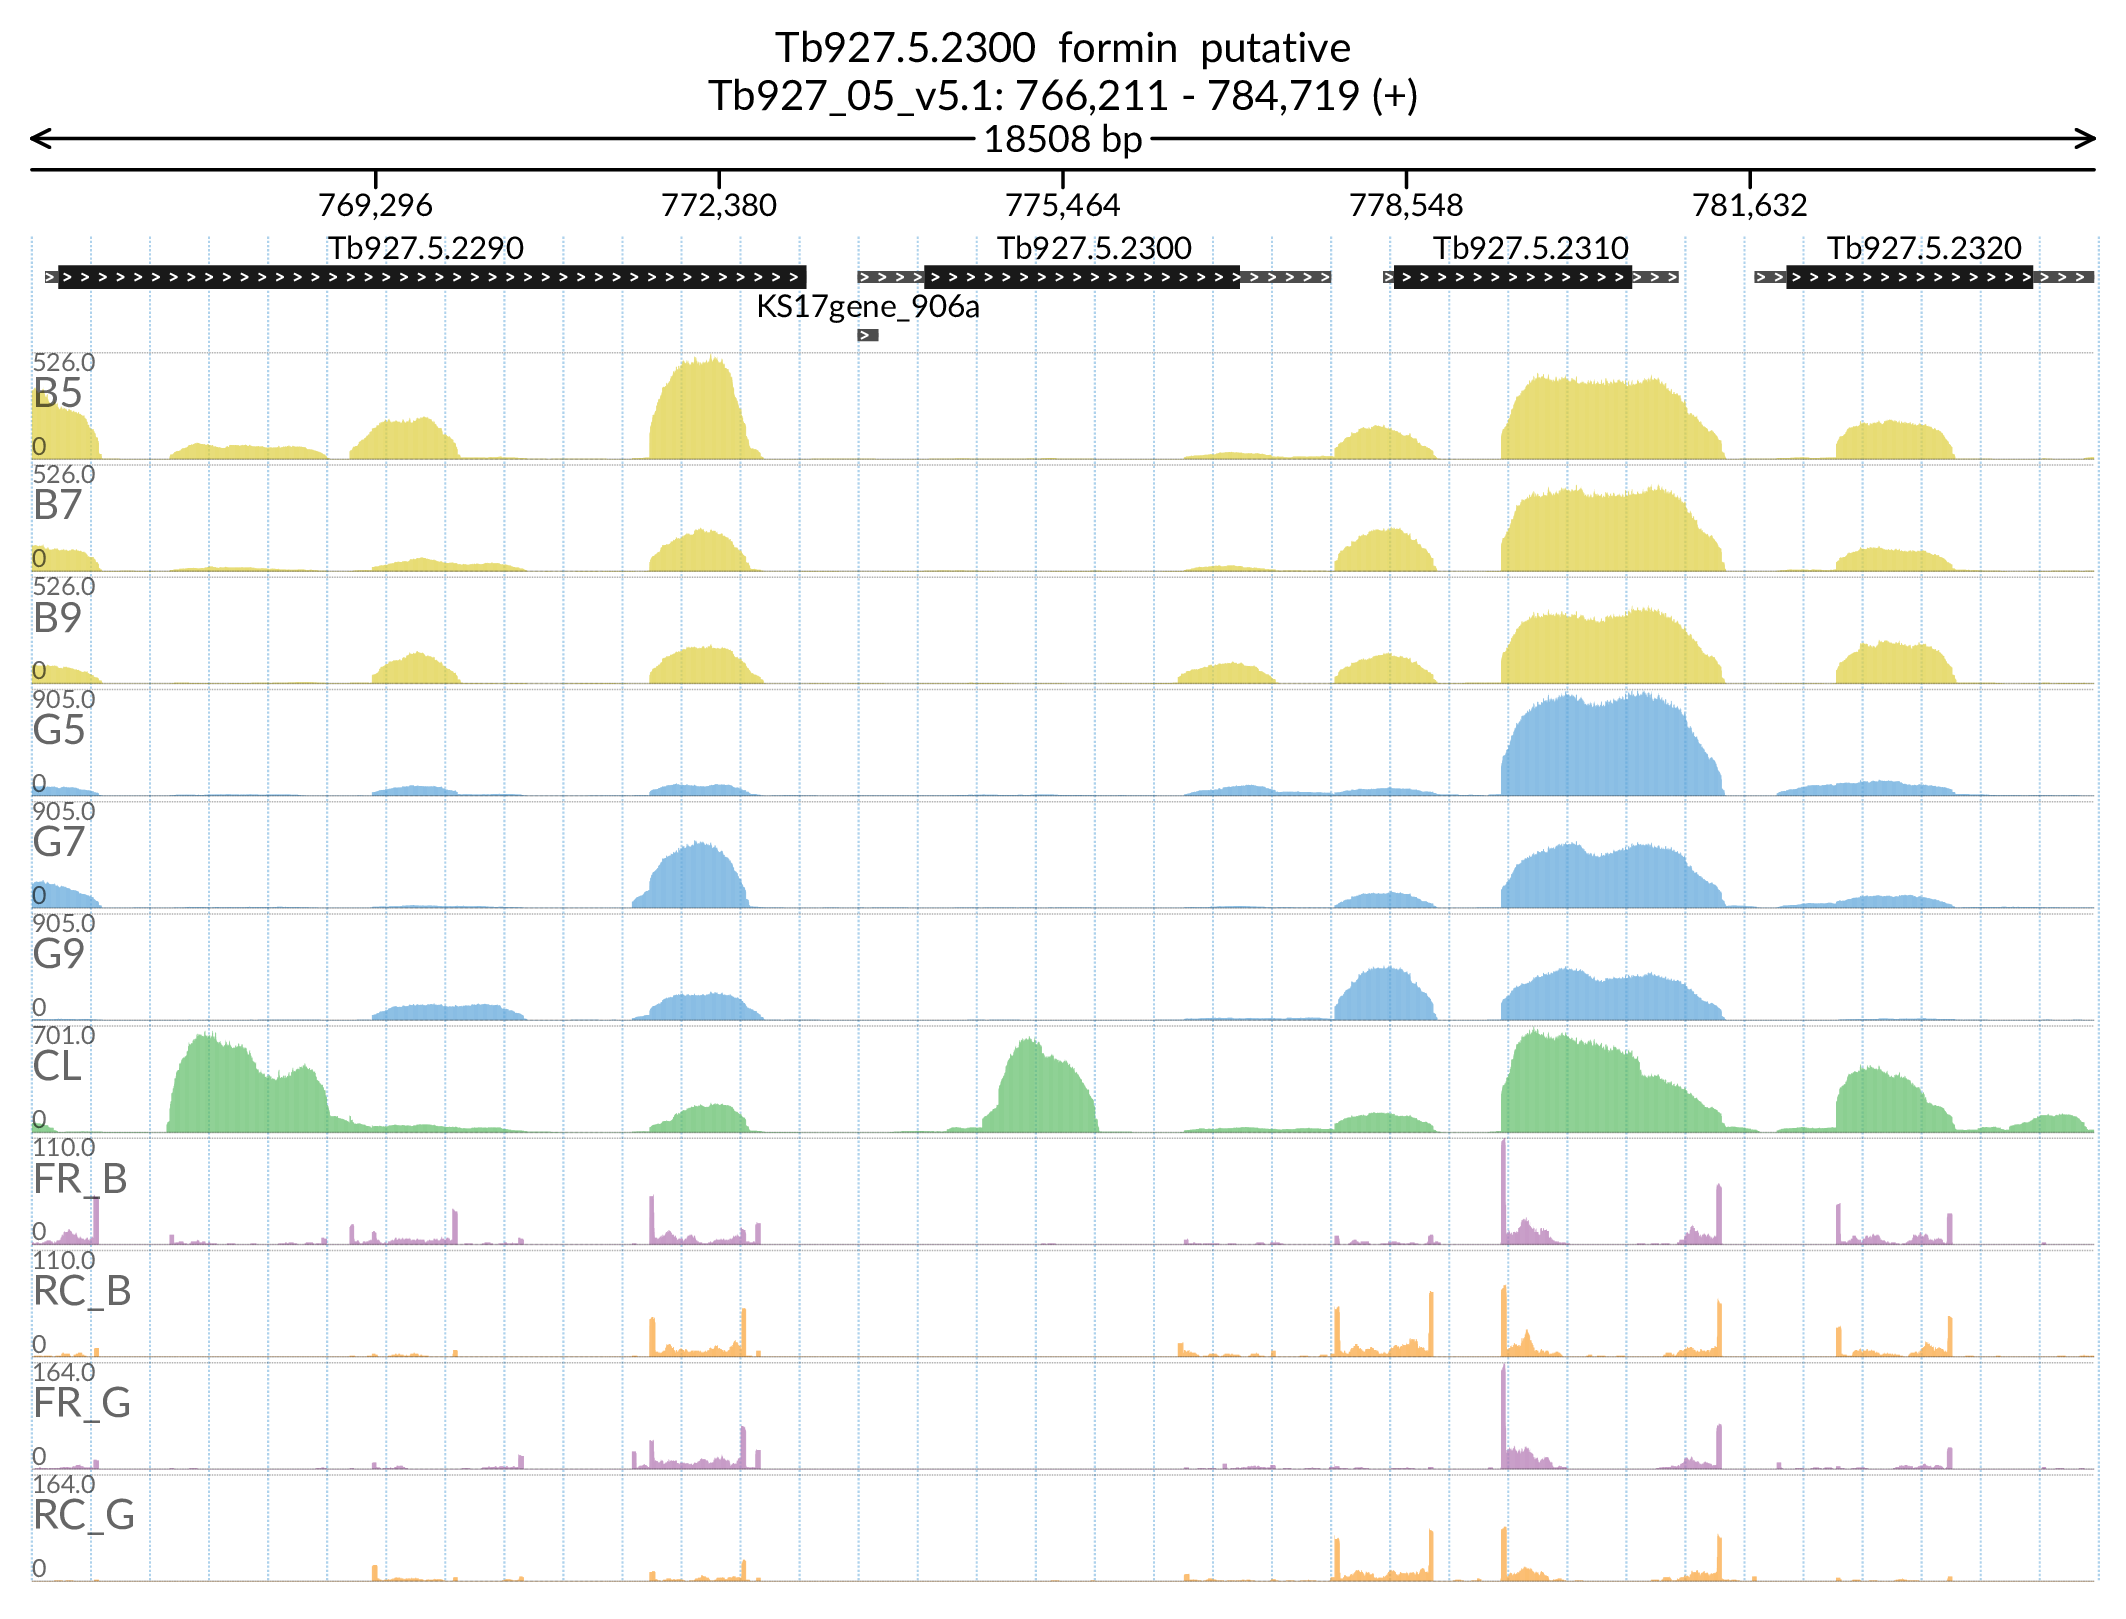 Tb927.5.2300 formin putative
Tb927_05_v5.1: 766,211 - 784,719 (+)
18508 bp
769,296 772,380 775,464 778,548 781,632
Tb927.5.2290 Tb927.5.2300 Tb927.5.2310 Tb927.5.2320
KS17gene_906a
526.0
B5
0
526.0
B7
0
526.0
B9
0
905.0
G5
0
905.0
G7
0
905.0
G9
0
701.0
CL
0
110.0
FR_B
0
110.0
RC_B
0
164.0
FR_G
0
164.0
RC_G
0